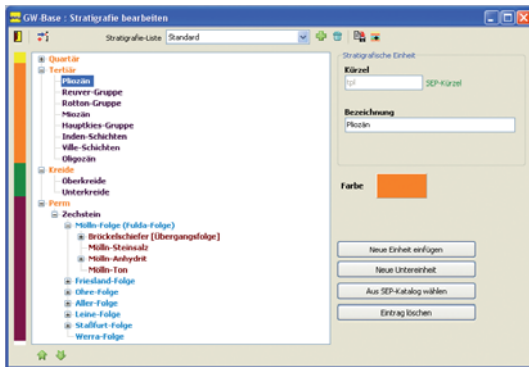 GW-Base : Stratigrafie bearbeiten
Stratigrafie-Liste Standard
Quartär
Tertiär
Pliozän
Reuver-Gruppe
Rotton-Gruppe
Miozän
Hauptkies-Gruppe
Inden-Schichten
Ville-Schichten
Oligozän
Kreide
Oberkreide
Unterkreide
Perm
Zechstein
Mölln-Folge (Fulda-Folge)
Bröckelschiefer [Übergangsfolge]
Mölln-Steinsalz
Mölln-Anhydrit
Mölln-Ton
Friesland-Folge
Ohre-Folge
Aller-Folge
Leine-Folge
Staßfurt-Folge
Werra-Folge
Stratigrafische Einheit
Kürzel
tpl SEP-Kürzel
Bezeichnung
Pliozän
Farbe
Neue Einheit einfügen
Neue Untereinheit
Aus SEP-Katalog wählen
Eintrag löschen